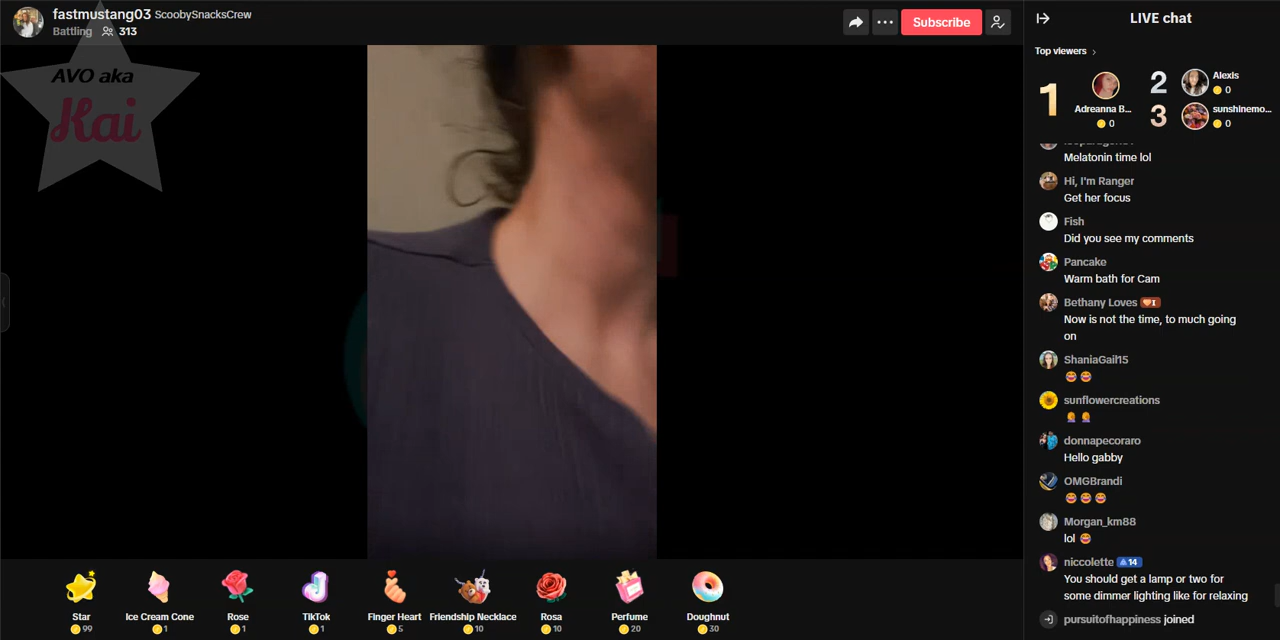 fastmustang03 ScoobySnacksCrew
Battling 313
Subscribe
AVO aka
Kai
LIVE chat
Top viewers
1
Adreanna B...
0
2
Alexis
0
3
sunshinemo...
0
Melatonin time lol
Hi, I'm Ranger
Get her focus
Fish
Did you see my comments
Pancake
Warm bath for Cam
Bethany Loves I
Now is not the time, to much going
on
ShaniaGail15
sunflowercreations
donnapecoraro
Hello gabby
OMGBrandi
Morgan_km88
lol
niccolette 14
You should get a lamp or two for
some dimmer lighting like for relaxing
pursuitofhappiness joined
Star
99
Ice Cream Cone
1
Rose
1
TikTok
1
Finger Heart
5
Friendship Necklace
10
Rosa
10
Perfume
20
Doughnut
30